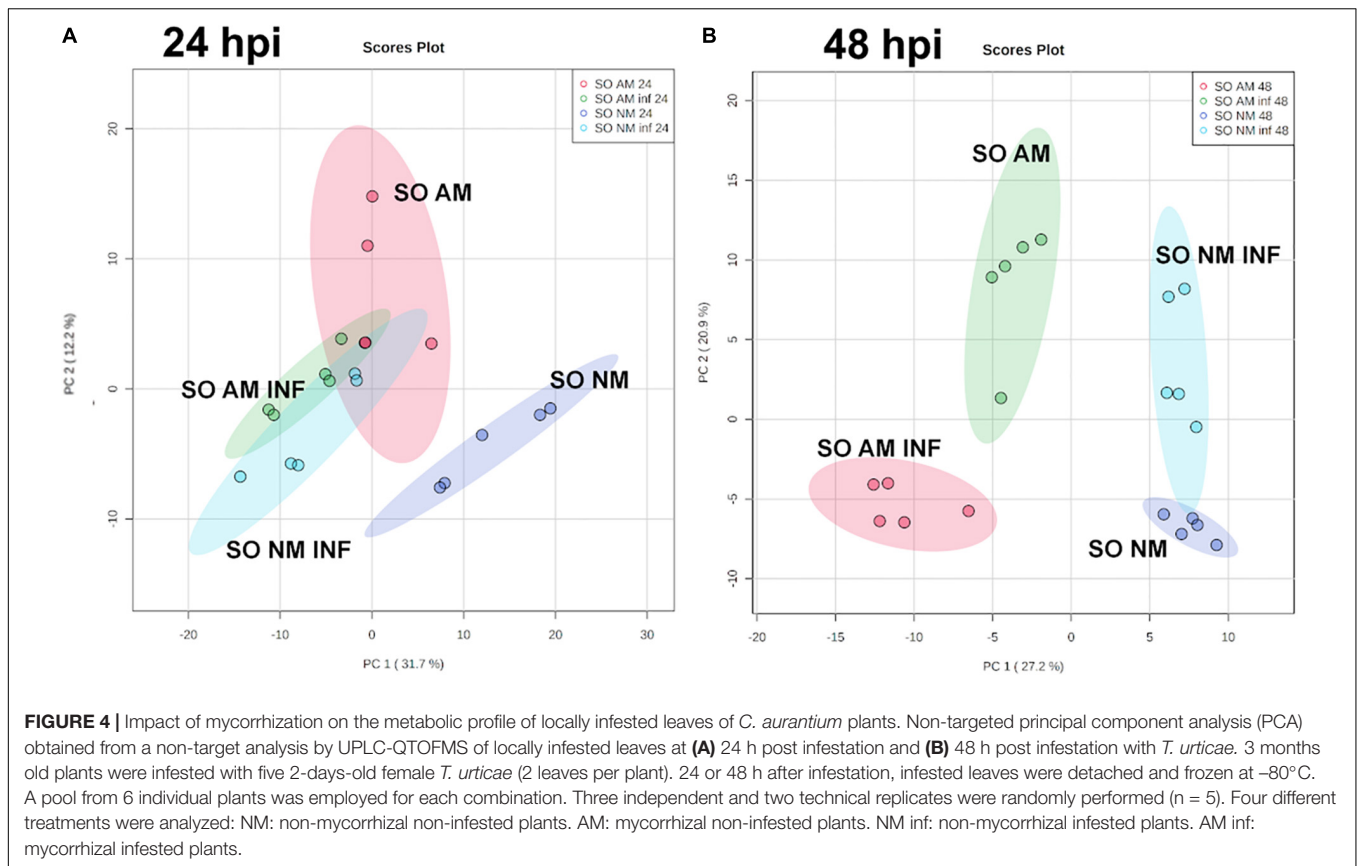 A
24 hpi
Scores Plot
SO AM 24
SO AM inf 24
SO NM 24
SO NM inf 24
SO AM
SO AM INF
SO NM
SO NM INF
PC 2 ( 12.2 %)
20
10
0
-10
-20
-10
0
10
20
30
PC 1 ( 31.7 %)
B
48 hpi
Scores Plot
SO AM 48
SO AM inf 48
SO NM 48
SO NM inf 48
SO AM
SO NM INF
SO AM INF
SO NM
PC 2 ( 20.9 %)
20
15
10
5
0
-5
-10
-20
-15
-10
-5
0
5
10
PC 1 ( 27.2 %)
FIGURE 4 | Impact of mycorrhization on the metabolic profile of locally infested leaves of C. aurantium plants. Non-targeted principal component analysis (PCA)
obtained from a non-target analysis by UPLC-QTOFMS of locally infested leaves at (A) 24 h post infestation and (B) 48 h post infestation with T. urticae. 3 months
old plants were infested with five 2-days-old female T. urticae (2 leaves per plant). 24 or 48 h after infestation, infested leaves were detached and frozen at –80°C.
A pool from 6 individual plants was employed for each combination. Three independent and two technical replicates were randomly performed (n = 5). Four different
treatments were analyzed: NM: non-mycorrhizal non-infested plants. AM: mycorrhizal non-infested plants. NM inf: non-mycorrhizal infested plants. AM inf:
mycorrhizal infested plants.